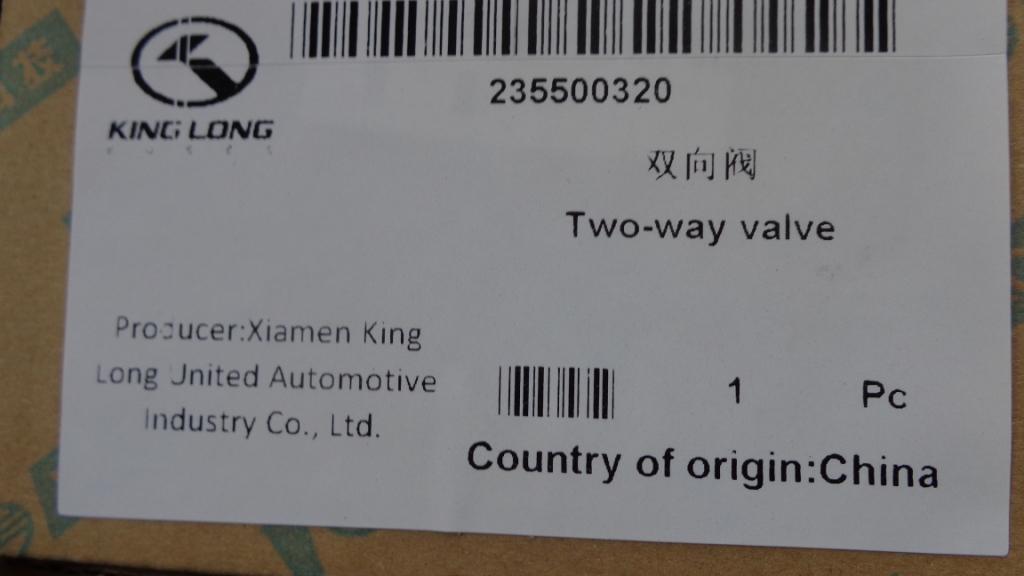 KING LONG
235500320
双向阀
Two-way valve
Producer:Xiamen King
Long United Automotive
Industry Co., Ltd.
1 Pc
Country of origin:China